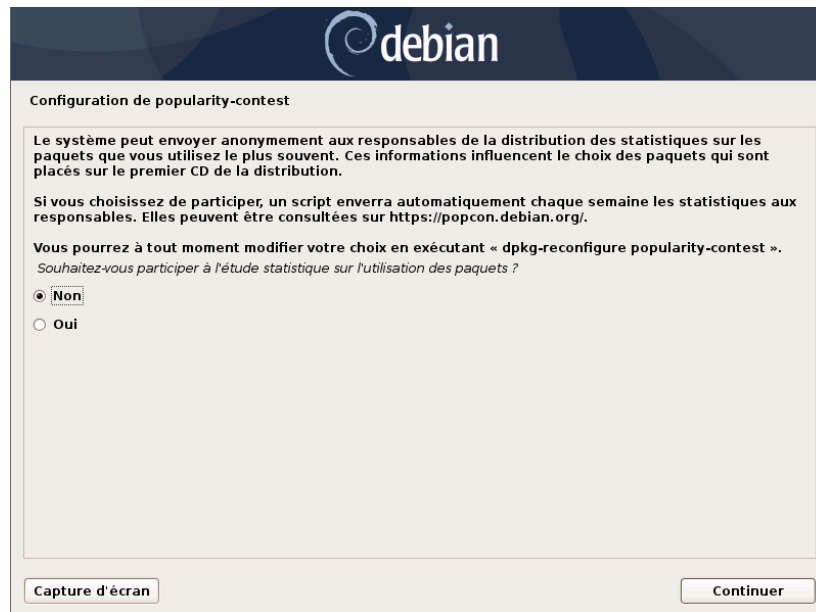 debian
Configuration de popularity-contest
Le système peut envoyer anonymement aux responsables de la distribution des statistiques sur les
paquets que vous utilisez le plus souvent. Ces informations influencent le choix des paquets qui sont
placés sur le premier CD de la distribution.
Si vous choisissez de participer, un script enverra automatiquement chaque semaine les statistiques aux
responsables. Elles peuvent être consultées sur https://popcon.debian.org/.
Vous pourrez à tout moment modifier votre choix en exécutant « dpkg-reconfigure popularity-contest ».
Souhaitez-vous participer à l'étude statistique sur l'utilisation des paquets ?
Non
Oui
Capture d'écran
Continuer